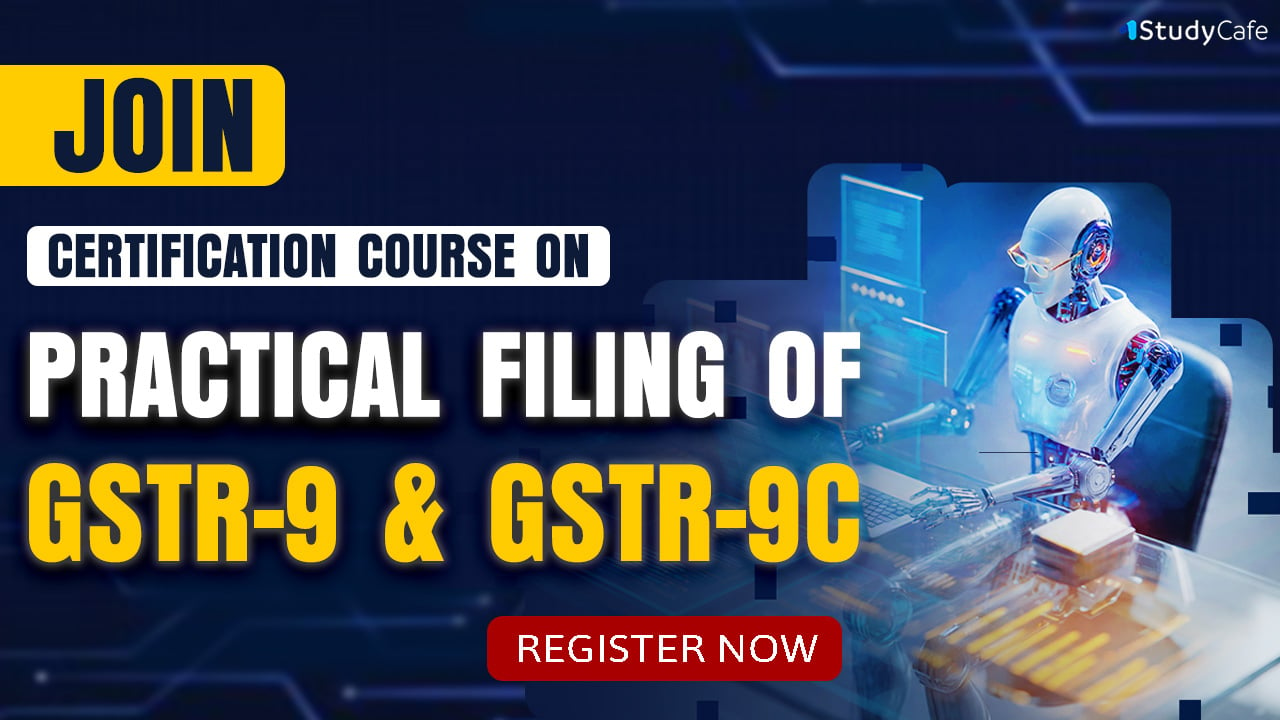 StudyCafe
JOIN
CERTIFICATION COURSE ON
PRACTICAL FILING OF
GSTR-9 & GSTR-9C
REGISTER NOW